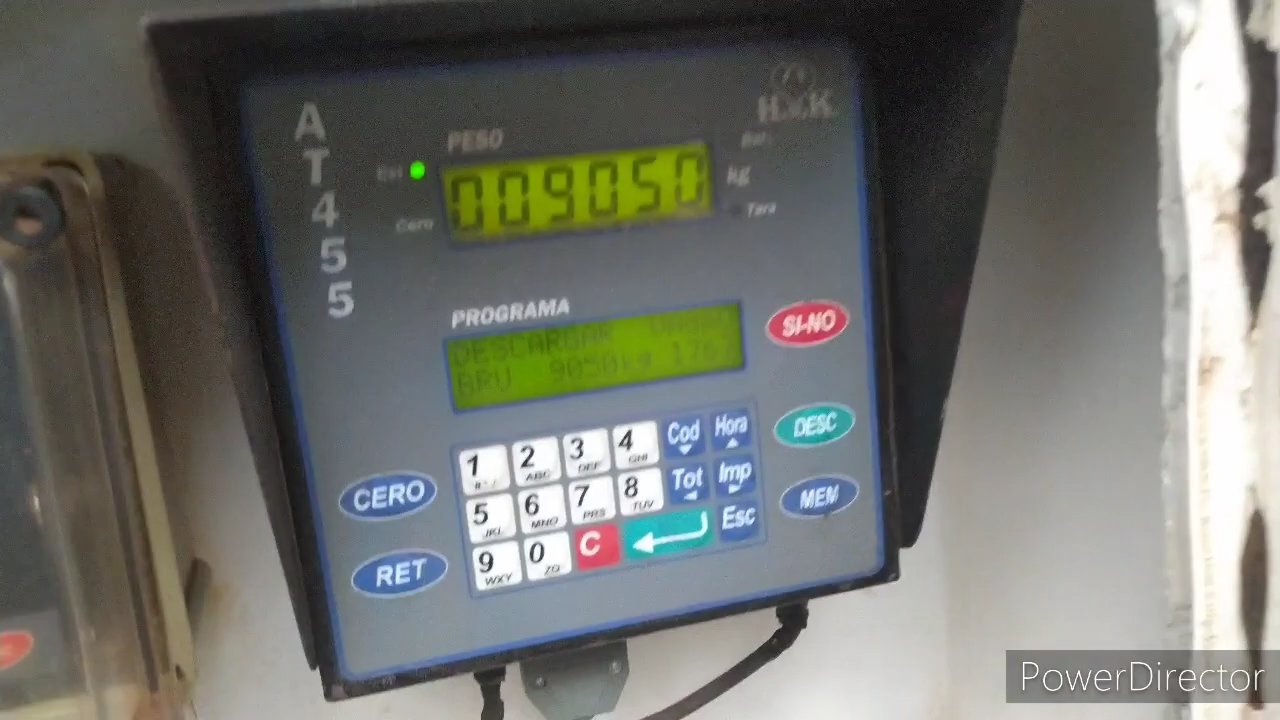 AT455
H.W.K
PESO
Est
009050
kg
Cero
Tara
PROGRAMA
DESCARGAR
BRU 9050kg
SI-NO
DESC
MEM
CERO
RET
1
2 ABC
3 DEF
4 GHI
Cod
Hora
5 JKL
6 MNO
7 PRS
8 TUV
Tot
Imp
9 WXY
0 ZQ
C
Esc
PowerDirector